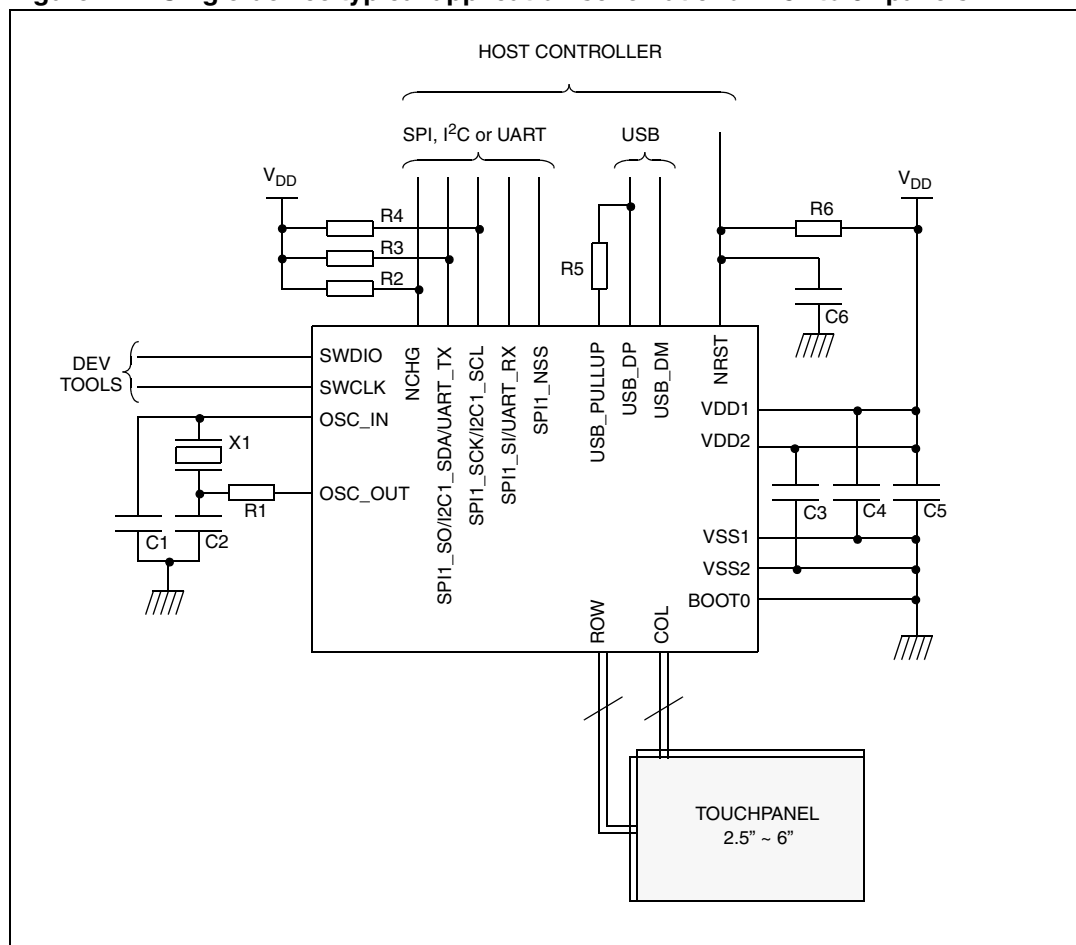 HOST CONTROLLER
SPI, I²C or UART
USB
V_DD
V_DD
R4
R3
R2
R5
R6
C6
DEV
TOOLS
SWDIO
SWCLK
OSC_IN
OSC_OUT
X1
R1
C1
C2
NCHG
SPI1_SO/I2C1_SDA/UART_TX
SPI1_SCK/I2C1_SCL
SPI1_SI/UART_RX
SPI1_NSS
USB_PULLUP
USB_DP
USB_DM
NRST
VDD1
VDD2
C3
C4
C5
VSS1
VSS2
BOOT0
ROW
COL
TOUCHPANEL
2.5” ~ 6”